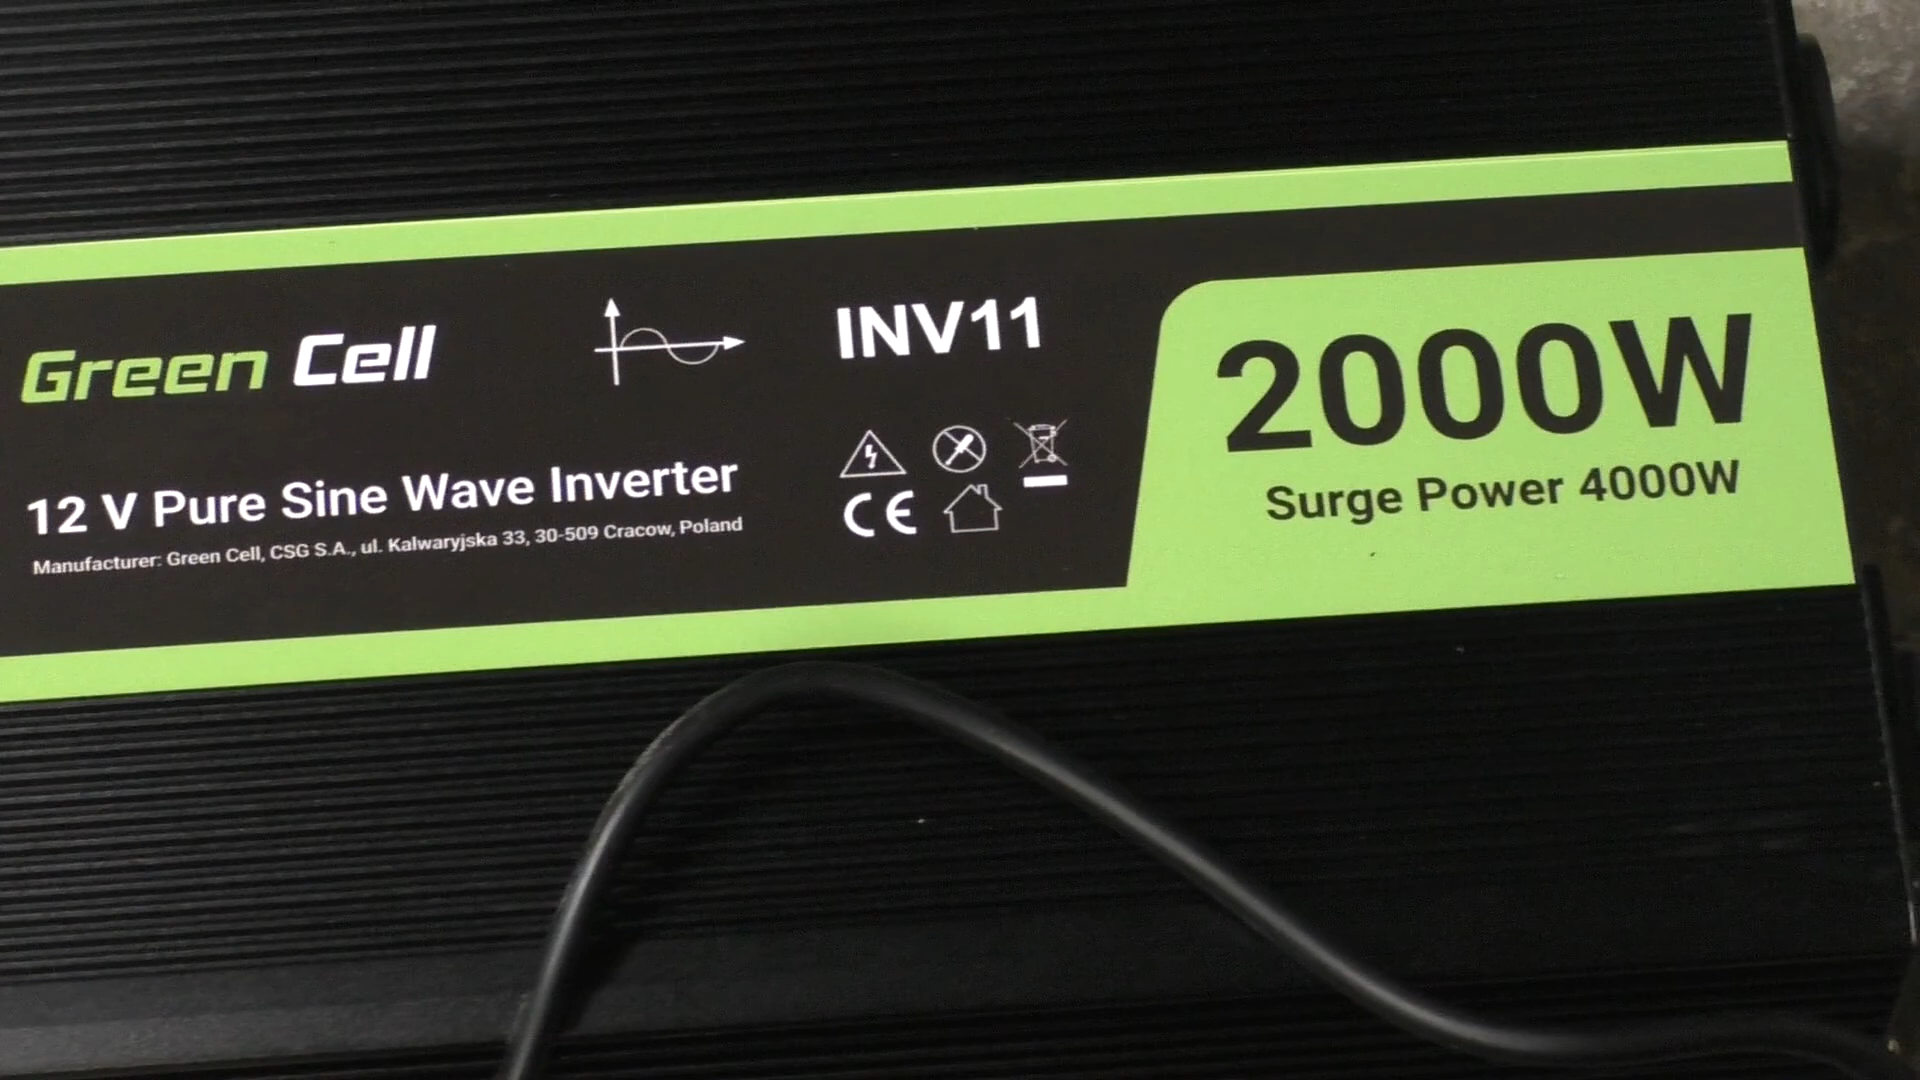 Green Cell
INV11
12 V Pure Sine Wave Inverter
Manufacturer: Green Cell, CSG S.A., ul. Kalwaryjska 33, 30-509 Cracow, Poland
CE
2000W
Surge Power 4000W